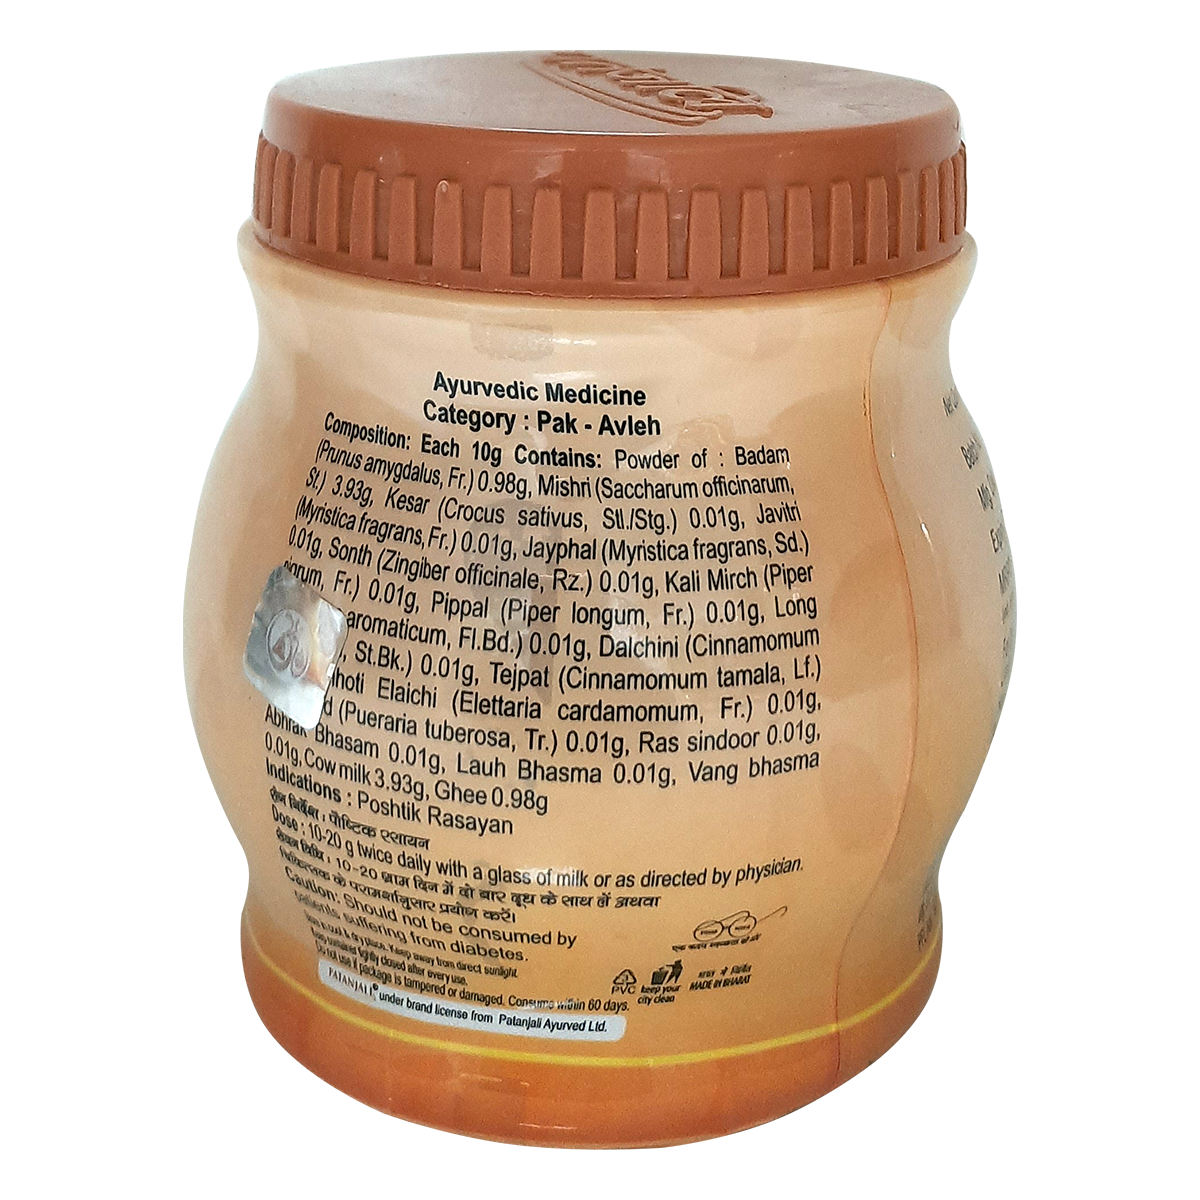 Patanjali
Ayurvedic Medicine
Category : Pak - Avleh
Composition: Each 10g Contains: Powder of : Badam
(Prunus amygdalus, Fr.) 0.98g, Mishri (Saccharum officinarum,
St.) 3.93g, Kesar (Crocus sativus, Stl./Stg.) 0.01g, Javitri
(Myristica fragrans, Fr.) 0.01g, Jayphal (Myristica fragrans, Sd.)
0.01g, Sonth (Zingiber officinale, Rz.) 0.01g, Kali Mirch (Piper
Fr.) 0.01g, Pippal (Piper longum, Fr.) 0.01g, Long
aromaticum, Fl.Bd.) 0.01g, Dalchini (Cinnamomum
St.Bk.) 0.01g, Tejpat (Cinnamomum tamala, Lf.)
Elaichi (Elettaria cardamomum, Fr.) 0.01g,
(Pueraria tuberosa, Tr.) 0.01g, Ras sindoor 0.01g,
Abhrak Bhasam 0.01g, Lauh Bhasma 0.01g, Vang bhasma
0.01g, Cow milk 3.93g, Ghee 0.98g
Indications : Poshtik Rasayan
रोग निर्देश : पौष्टिक रसायन
Dose : 10-20 g twice daily with a glass of milk or as directed by physician.
सेवन विधि : 10-20 ग्राम दिन में दो बार दूध के साथ लें अथवा
चिकित्सक के परामर्शानुसार प्रयोग करें।
Caution: Should not be consumed by
patients suffering from diabetes.
Store in cool & dry place. Keep away from direct sunlight.
Keep container tightly closed after every use.
Do not use if package is tampered or damaged. Consume within 60 days.
PATANJALI® under brand license from Patanjali Ayurved Ltd.
एक कदम स्वच्छता की ओर
PVC
keep your
city clean
भारत में निर्मित
MADE IN BHARAT